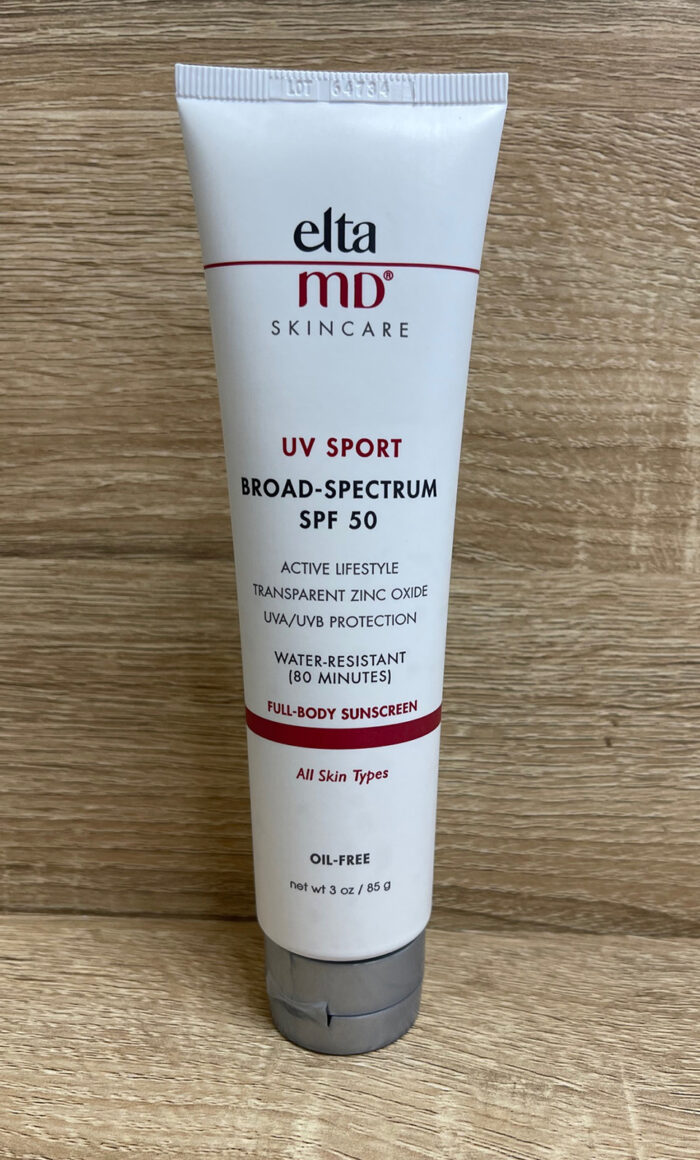 LOT 64734
elta
MD®
SKINCARE
UV SPORT
BROAD-SPECTRUM
SPF 50
ACTIVE LIFESTYLE
TRANSPARENT ZINC OXIDE
UVA/UVB PROTECTION
WATER-RESISTANT
(80 MINUTES)
FULL-BODY SUNSCREEN
All Skin Types
OIL-FREE
net wt 3 oz / 85 g